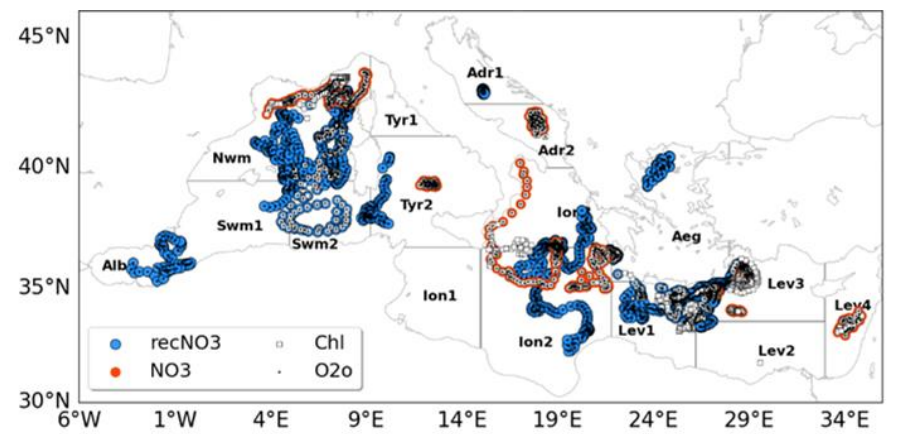 45°N
40°N
35°N
30°N
6°W 1°W 4°E 9°E 14°E 19°E 24°E 29°E 34°E
Adr1
Adr2
Tyr1
Nwm
Tyr2
Swm1
Swm2
Ion
Aeg
Alb
Ion1
Lev3
Lev4
Lev1
Ion2
Lev2
recNO3 Chl
NO3 O2o